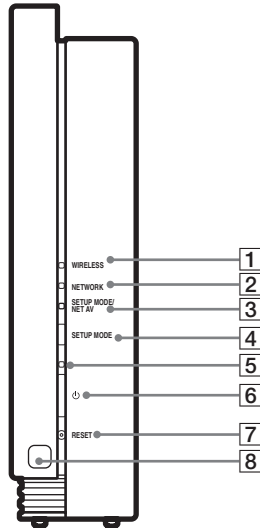 WIRELESS
1
NETWORK
2
SETUP MODE/
NET AV
3
SETUP MODE
4
5
6
RESET
7
8